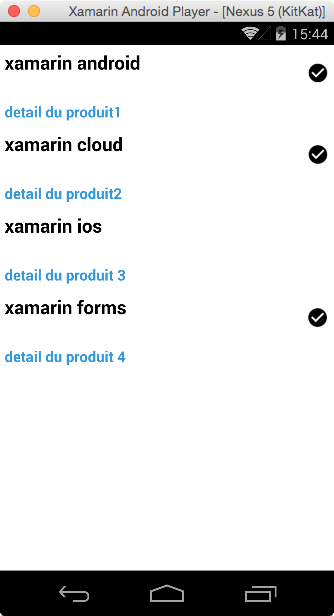 Xamarin Android Player - [Nexus 5 (KitKat)]
15:44
xamarin android
detail du produit1
xamarin cloud
detail du produit2
xamarin ios
detail du produit 3
xamarin forms
detail du produit 4